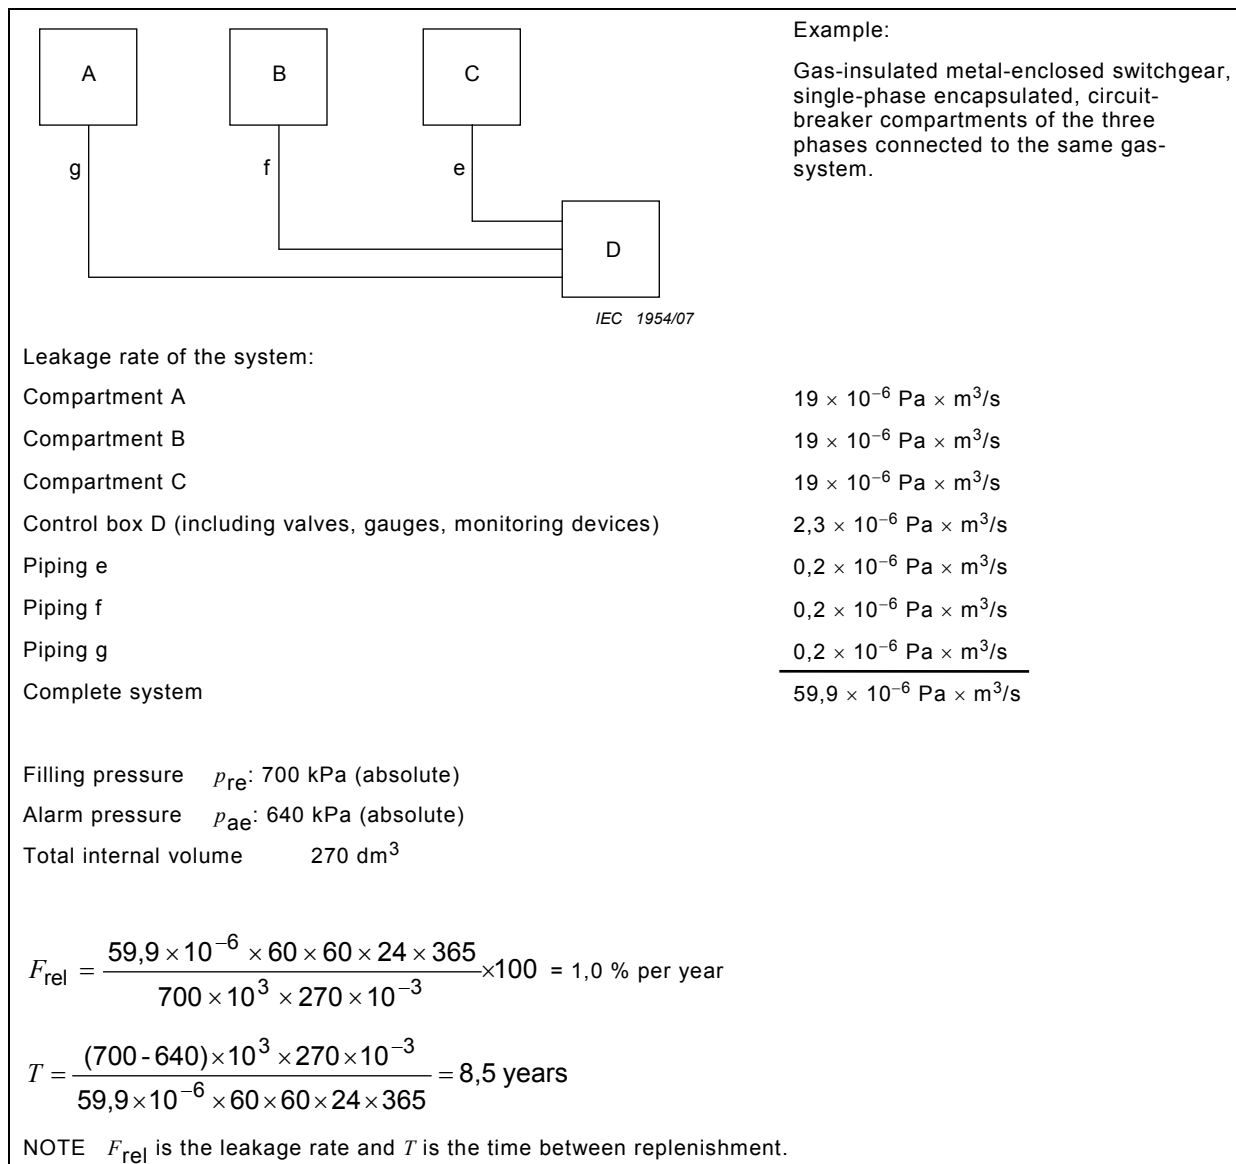 A
B
C
g
f
e
D
IEC 1954/07
Example:
Gas-insulated metal-enclosed switchgear,
single-phase encapsulated, circuit-
breaker compartments of the three
phases connected to the same gas-
system.
Leakage rate of the system:
Compartment A 19 × 10⁻⁶ Pa × m³/s
Compartment B 19 × 10⁻⁶ Pa × m³/s
Compartment C 19 × 10⁻⁶ Pa × m³/s
Control box D (including valves, gauges, monitoring devices) 2,3 × 10⁻⁶ Pa × m³/s
Piping e 0,2 × 10⁻⁶ Pa × m³/s
Piping f 0,2 × 10⁻⁶ Pa × m³/s
Piping g 0,2 × 10⁻⁶ Pa × m³/s
Complete system 59,9 × 10⁻⁶ Pa × m³/s
Filling pressure p_re: 700 kPa (absolute)
Alarm pressure p_ae: 640 kPa (absolute)
Total internal volume 270 dm³
F_rel = (59,9 × 10⁻⁶ × 60 × 60 × 24 × 365) / (700 × 10³ × 270 × 10⁻³) × 100 = 1,0 % per year
T = ((700 - 640) × 10³ × 270 × 10⁻³) / (59,9 × 10⁻⁶ × 60 × 60 × 24 × 365) = 8,5 years
NOTE F_rel is the leakage rate and T is the time between replenishment.